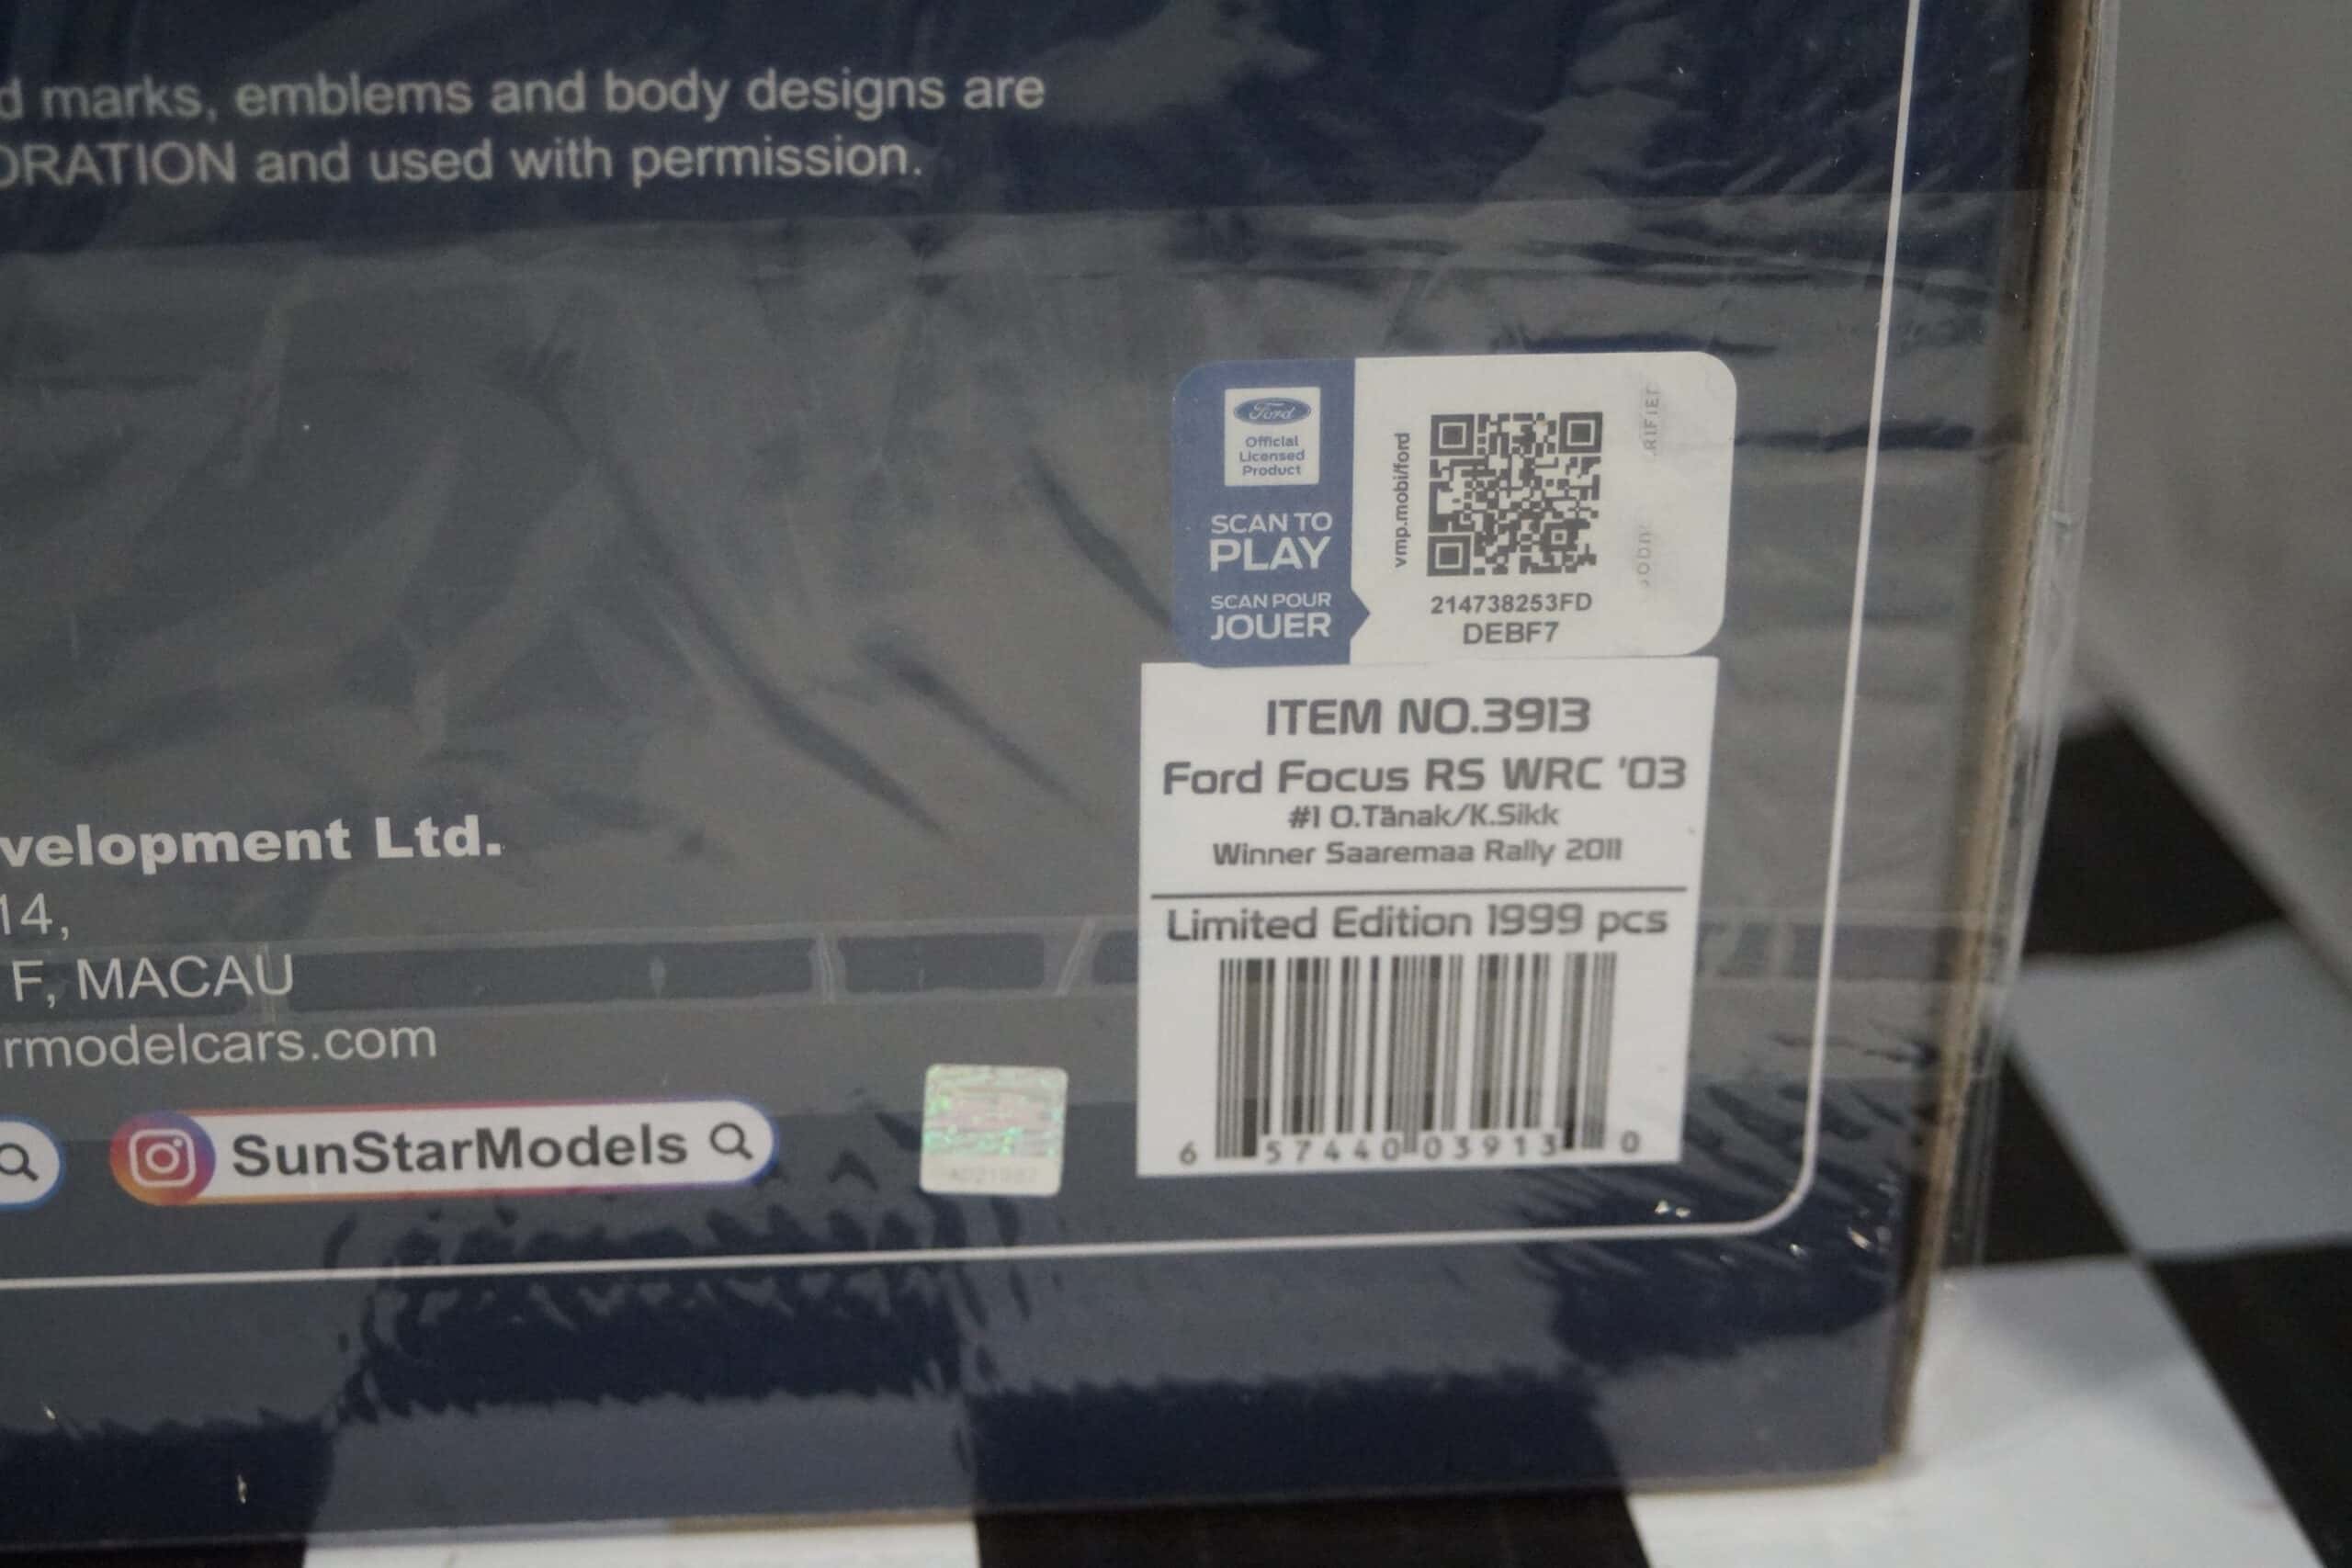 d marks, emblems and body designs are
ORATION and used with permission.
Ford
Official
Licensed
Product
SCAN TO
PLAY
SCAN POUR
JOUER
vmp.mobi/ford
214738253FD
DEBF7
ITEM NO.3913
Ford Focus RS WRC '03
#1 O.Tänak/K.Sikk
Winner Saaremaa Rally 2011
Limited Edition 1999 pcs
6 57440 03913 0
velopment Ltd.
14,
F, MACAU
rmodelcars.com
SunStarModels